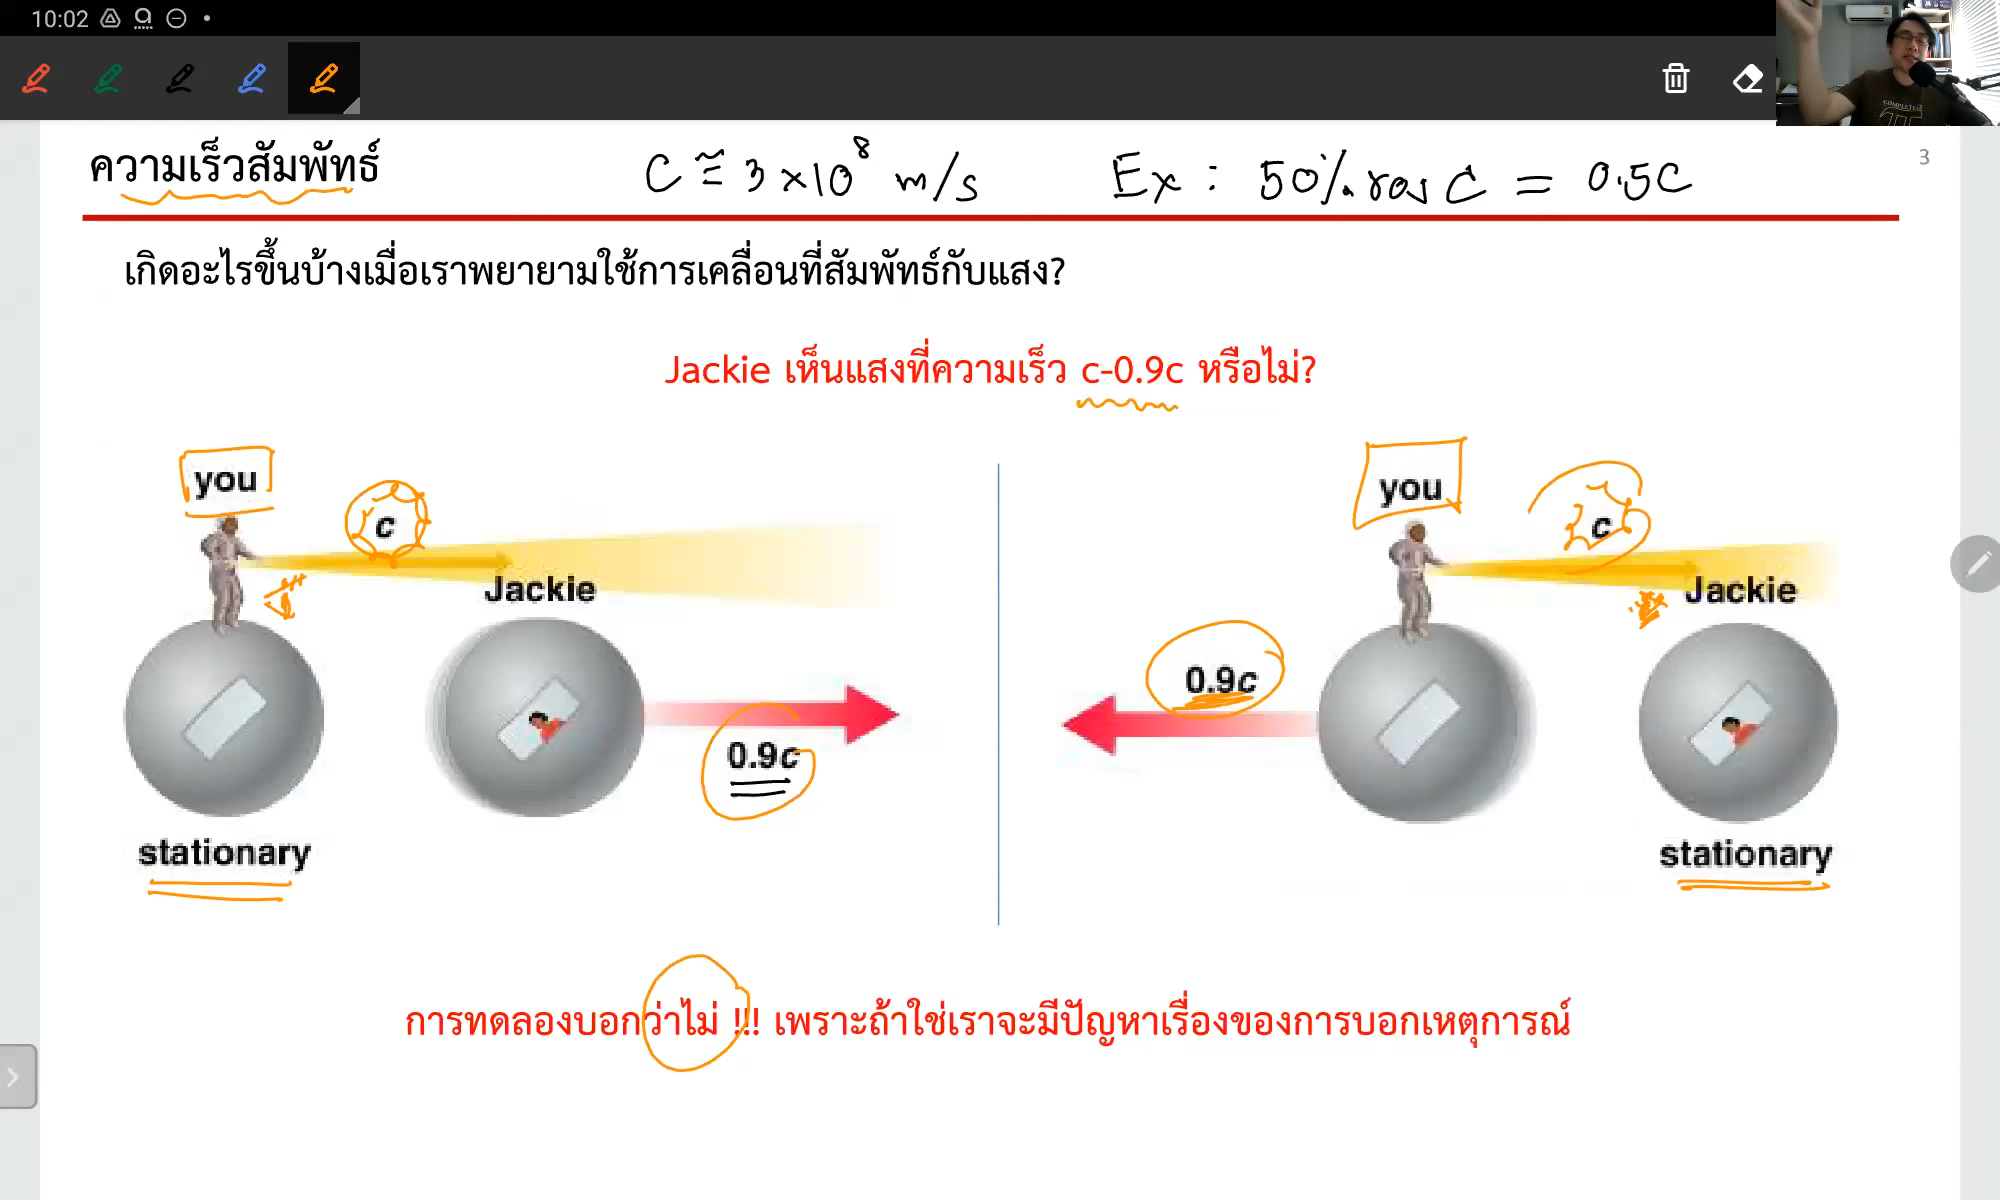 10:02
ความเร็วสัมพัทธ์
C ≅ 3 ×10⁸ m/s
Ex : 50% ของ C = 0.5C
3
เกิดอะไรขึ้นบ้างเมื่อเราพยายามใช้การเคลื่อนที่สัมพัทธ์กับแสง?
Jackie เห็นแสงที่ความเร็ว c-0.9c หรือไม่?
you
c
Jackie
0.9c
stationary
you
c
Jackie
0.9c
stationary
การทดลองบอกว่าไม่ !!! เพราะถ้าใช่เราจะมีปัญหาเรื่องของการบอกเหตุการณ์